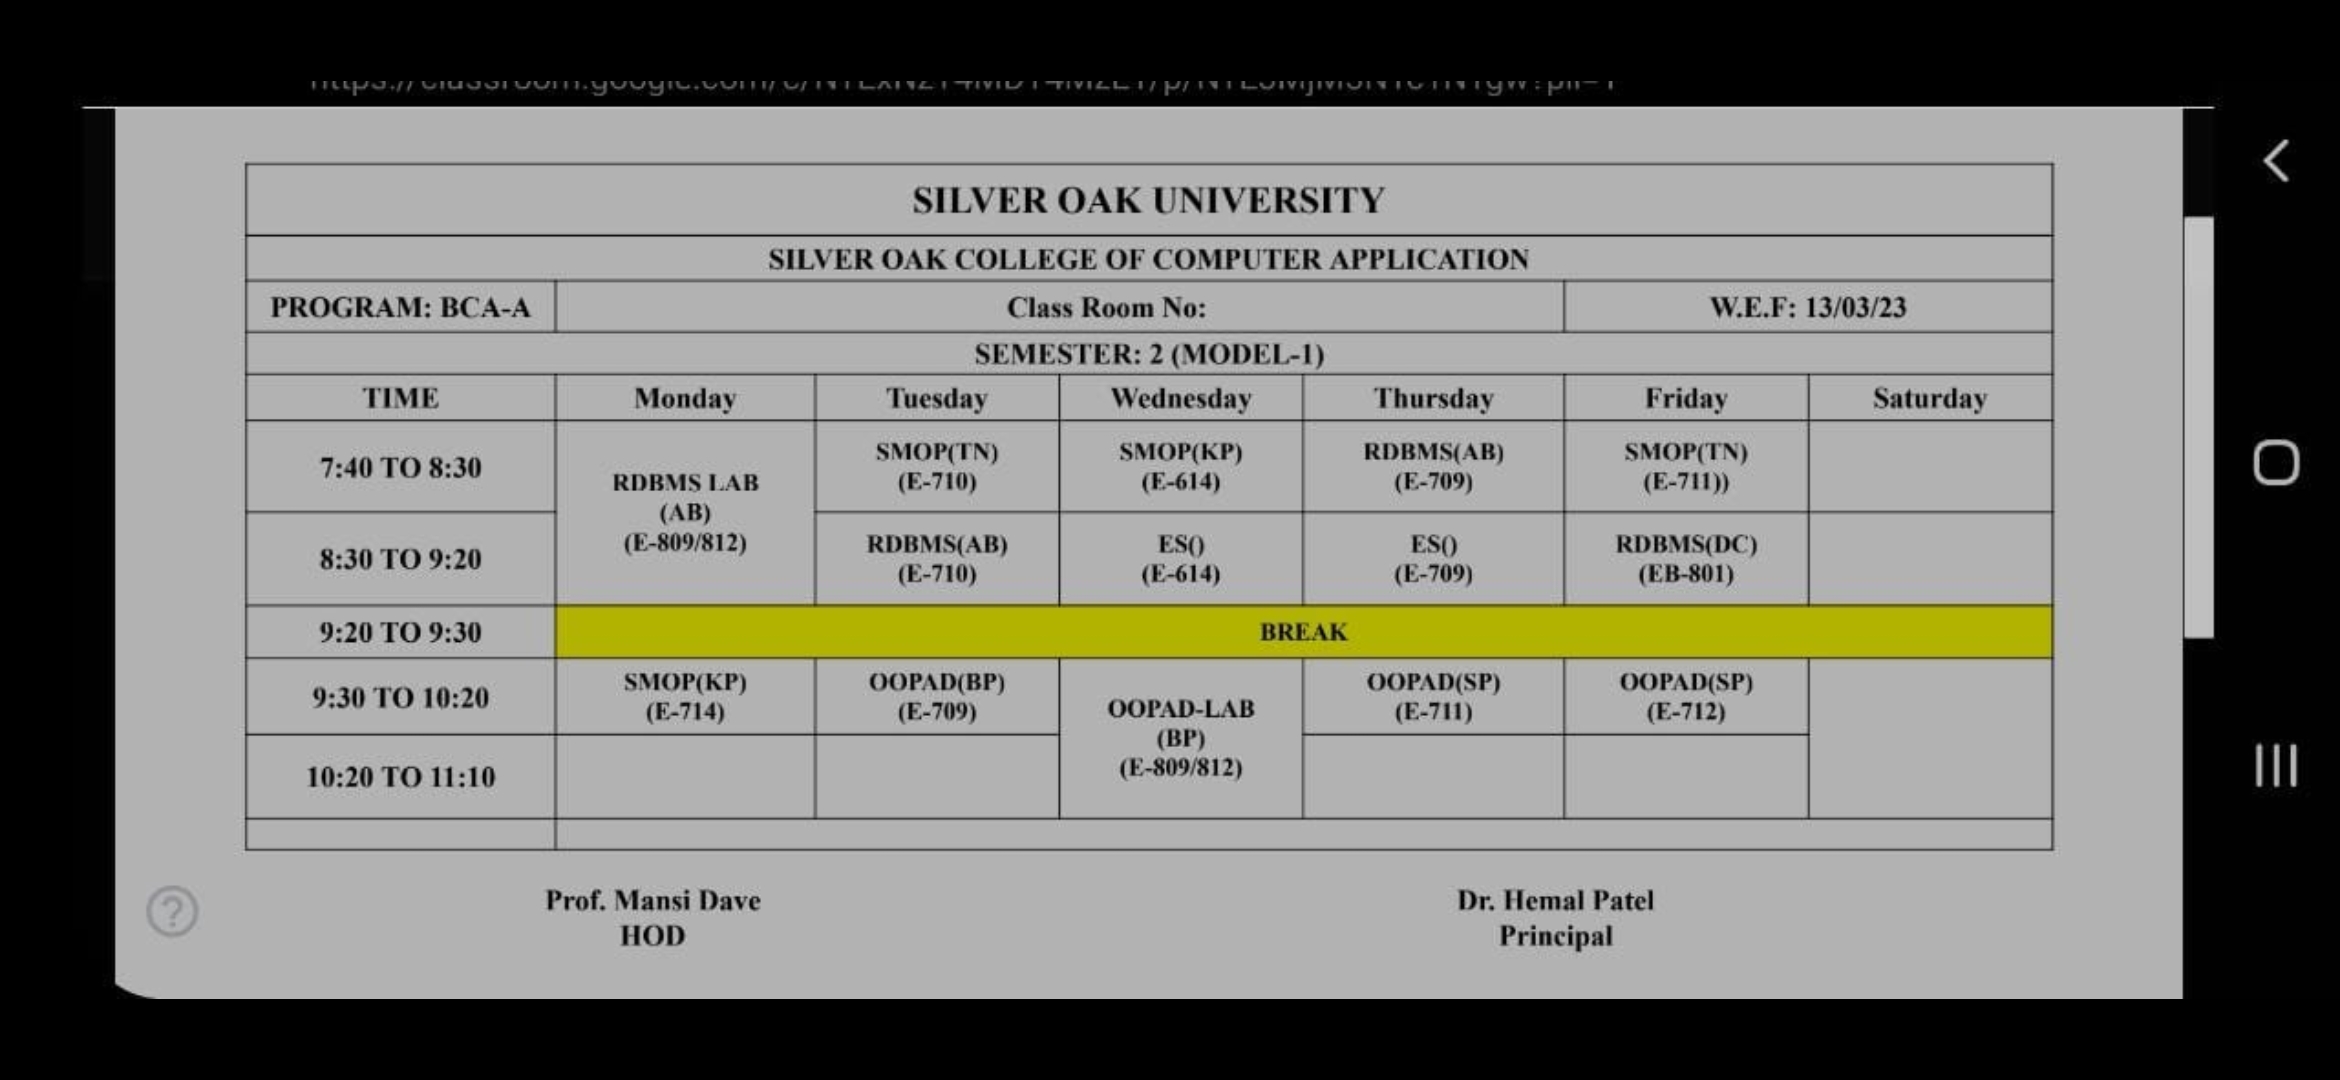 SILVER OAK UNIVERSITY
SILVER OAK COLLEGE OF COMPUTER APPLICATION
PROGRAM: BCA-A Class Room No: W.E.F: 13/03/23
SEMESTER: 2 (MODEL-1)
TIME Monday Tuesday Wednesday Thursday Friday Saturday
7:40 TO 8:30
RDBMS LAB
(AB)
(E-809/812)
SMOP(TN)
(E-710)
SMOP(KP)
(E-614)
RDBMS(AB)
(E-709)
SMOP(TN)
(E-711))
8:30 TO 9:20
RDBMS(AB)
(E-710)
ES()
(E-614)
ES()
(E-709)
RDBMS(DC)
(EB-801)
9:20 TO 9:30 BREAK
9:30 TO 10:20
SMOP(KP)
(E-714)
OOPAD(BP)
(E-709)
OOPAD-LAB
(BP)
(E-809/812)
OOPAD(SP)
(E-711)
OOPAD(SP)
(E-712)
10:20 TO 11:10
Prof. Mansi Dave
HOD
Dr. Hemal Patel
Principal